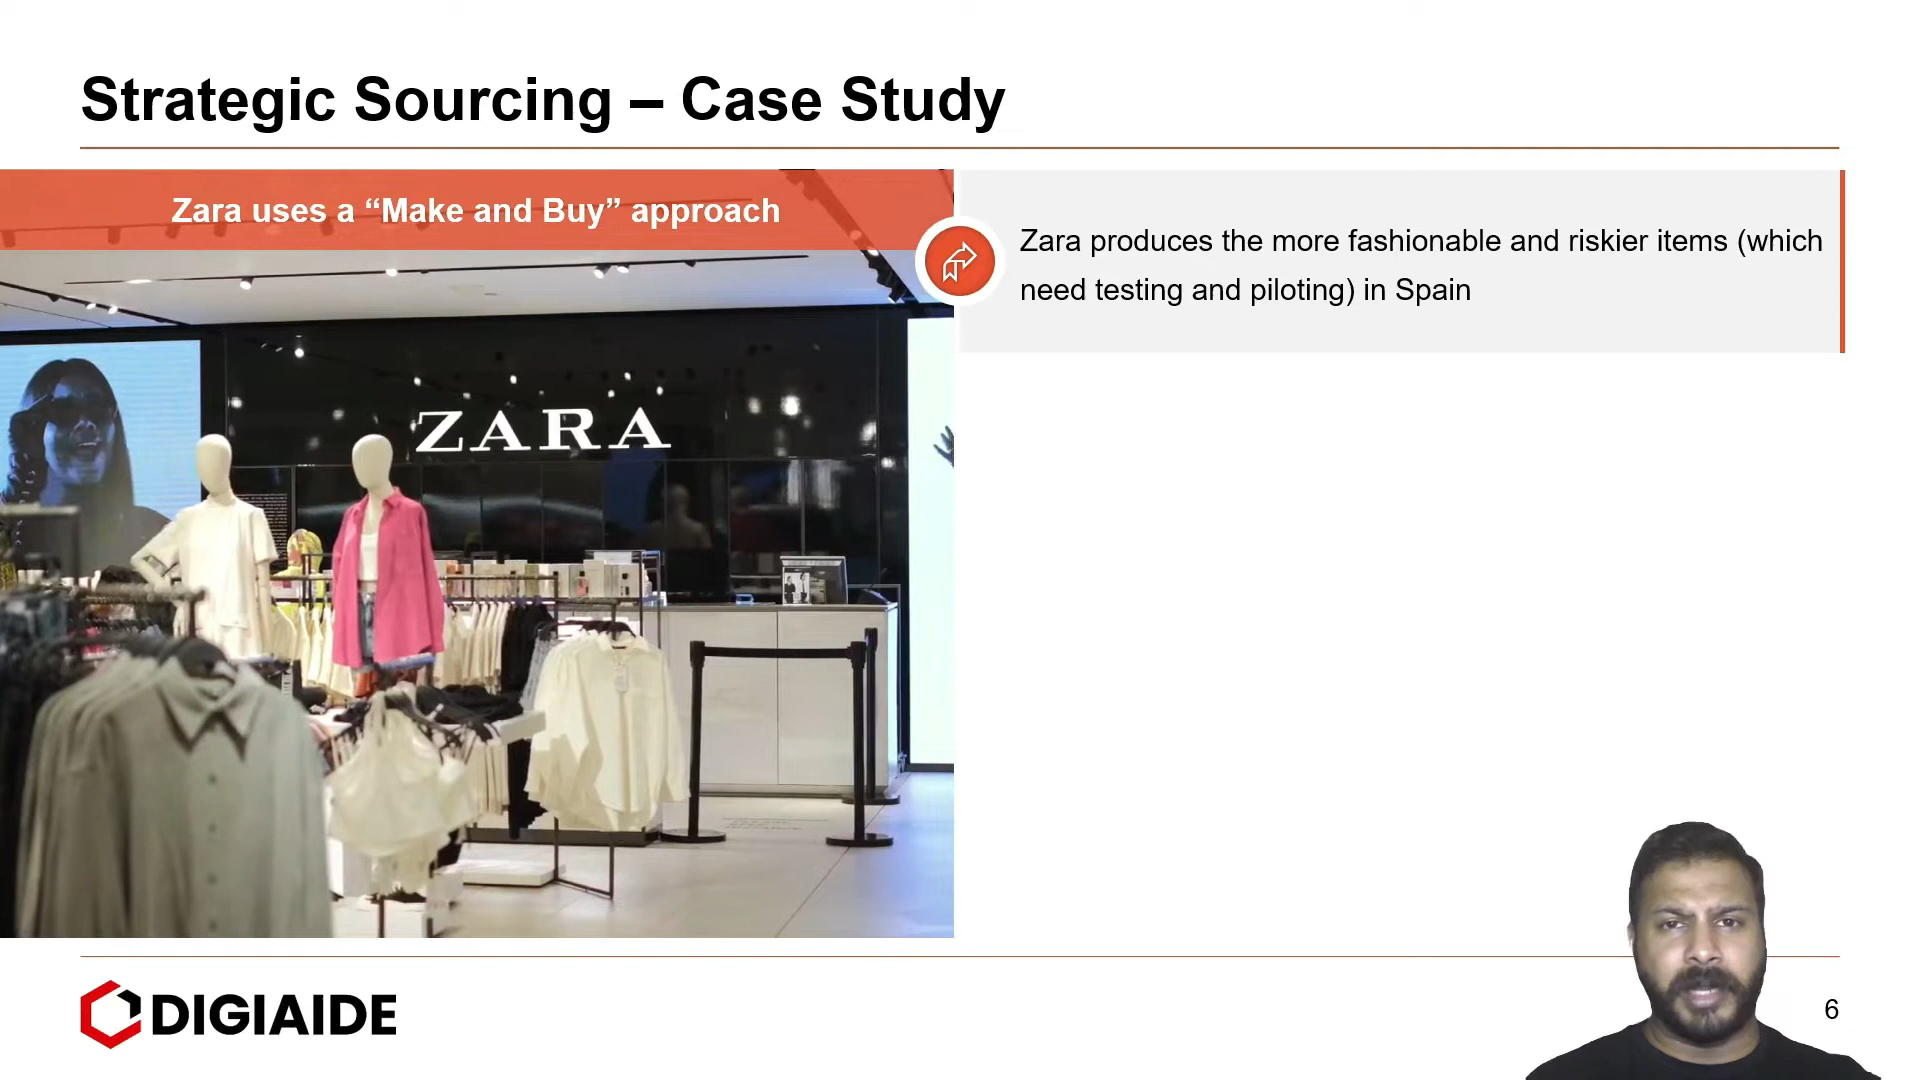 Strategic Sourcing – Case Study
Zara uses a “Make and Buy” approach
Zara produces the more fashionable and riskier items (which
need testing and piloting) in Spain
ZARA
DIGIAIDE
6